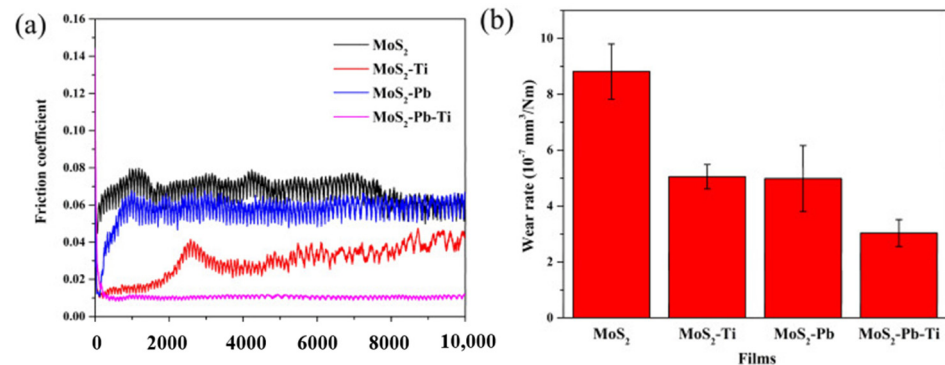 (a)
0.16
0.14
0.12
0.10
0.08
0.06
0.04
0.02
0.00
Friction coefficient
MoS₂
MoS₂-Ti
MoS₂-Pb
MoS₂-Pb-Ti
0 2000 4000 6000 8000 10,000
(b)
10
8
6
4
2
0
Wear rate (10⁻⁷ mm³/Nm)
MoS₂ MoS₂-Ti MoS₂-Pb MoS₂-Pb-Ti
Films